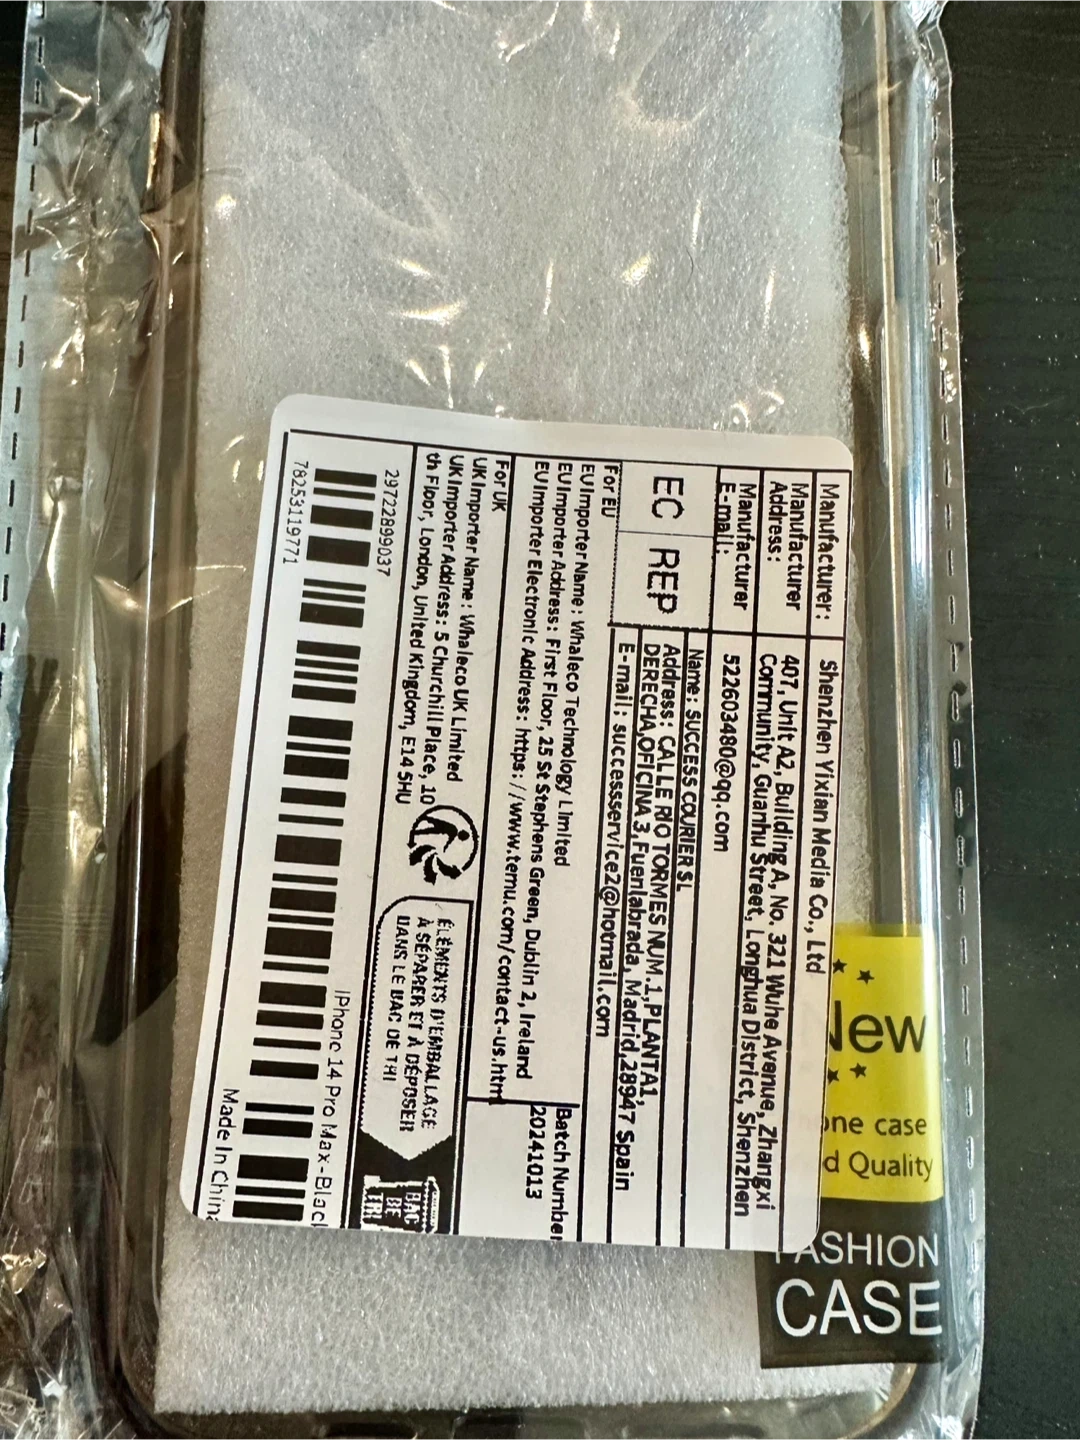 Manufacturer: Shenzhen Yixian Media Co., Ltd
Manufacturer Address: 407, Unit A2, Building A, No. 321 Wuhe Avenue, Zhangxi
Community, Guanhu Street, Longhua District, Shenzhen
Manufacturer E-mail: 522603480@qq.com
EC REP
Name: SUCCESS COURIER SL
Address: CALLE RIO TORMES NUM.1,PLANTA1,
DERECHA,OFICINA 3,Fuenlabrada, Madrid,28947 Spain
E-mail: successservice2@hotmail.com
For EU
EU Importer Name: Whaleco Technology Limited
EU Importer Address: First Floor, 25 St Stephens Green, Dublin 2, Ireland
EU Importer Electronic Address: https://www.temu.com/contact-us.html
Batch Number
20241013
For UK
UK Importer Name: Whaleco UK Limited
UK Importer Address: 5 Churchill Place, 10
th Floor, London, United Kingdom, E14 5HU
ÉLÉMENTS D'EMBALLAGE
À SÉPARER ET À DÉPOSER
DANS LE BAC DE TRI
BAC
DE
TRI
29722899037
IPhone 14 Pro Max-Black
78253119771
Made In China
New
one case
d Quality
FASHION
CASE